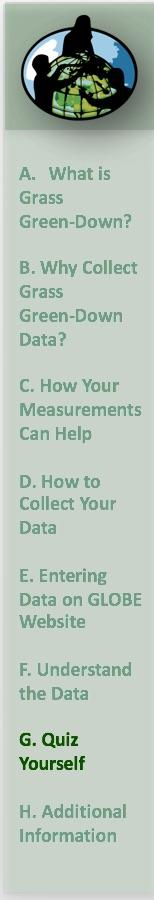 A. What is
Grass
Green-Down?
B. Why Collect
Grass
Green-Down
Data?
C. How Your
Measurements
Can Help
D. How to
Collect Your
Data
E. Entering
Data on GLOBE
Website
F. Understand
the Data
G. Quiz
Yourself
H. Additional
Information